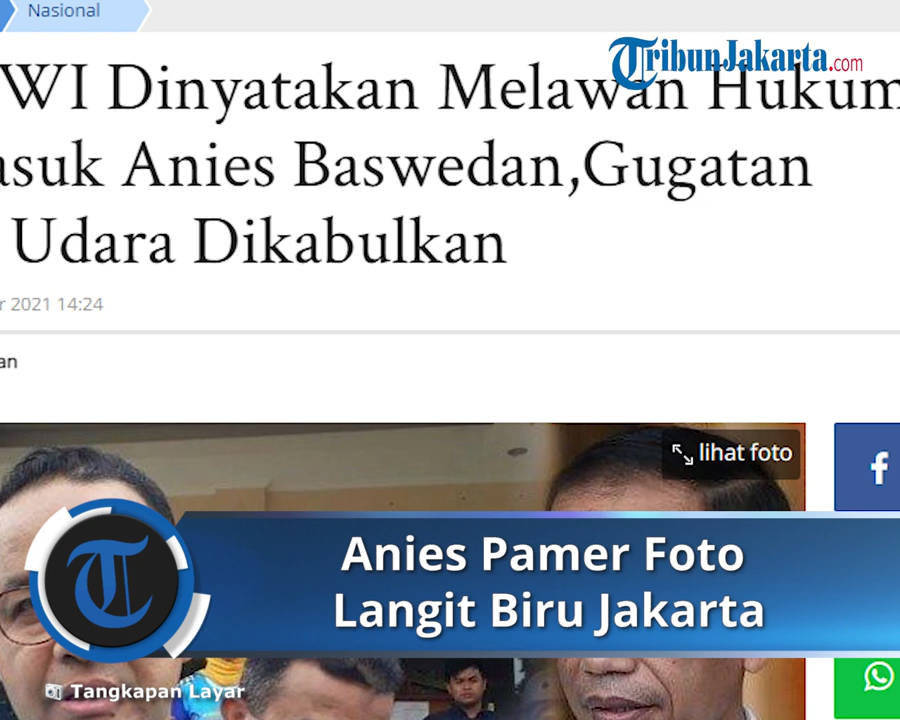 Nasional
TribunJakarta.com
WI Dinyatakan Melawan Hukum
asuk Anies Baswedan,Gugatan
Udara Dikabulkan
r 2021 14:24
an
lihat foto
f
Anies Pamer Foto
Langit Biru Jakarta
T
Tangkapan Layar